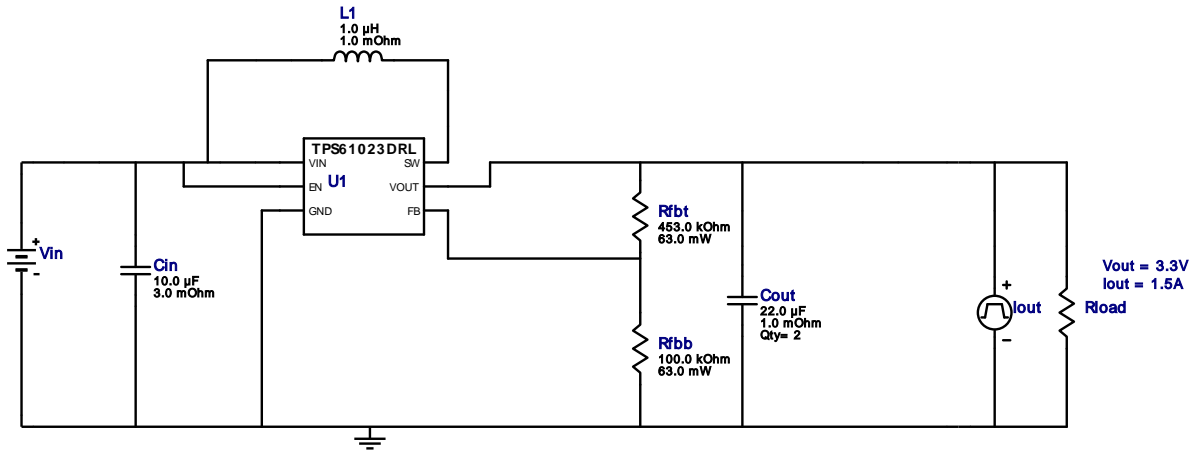 L1
1.0 µH
1.0 mOhm
TPS61023DRL
VIN
SW
EN
U1
VOUT
GND
FB
Vin
+
-
Cin
10.0 µF
3.0 mOhm
Rfbt
453.0 kOhm
63.0 mW
Rfbb
100.0 kOhm
63.0 mW
Cout
22.0 µF
1.0 mOhm
Qty= 2
+
Iout
-
Rload
Vout = 3.3V
Iout = 1.5A